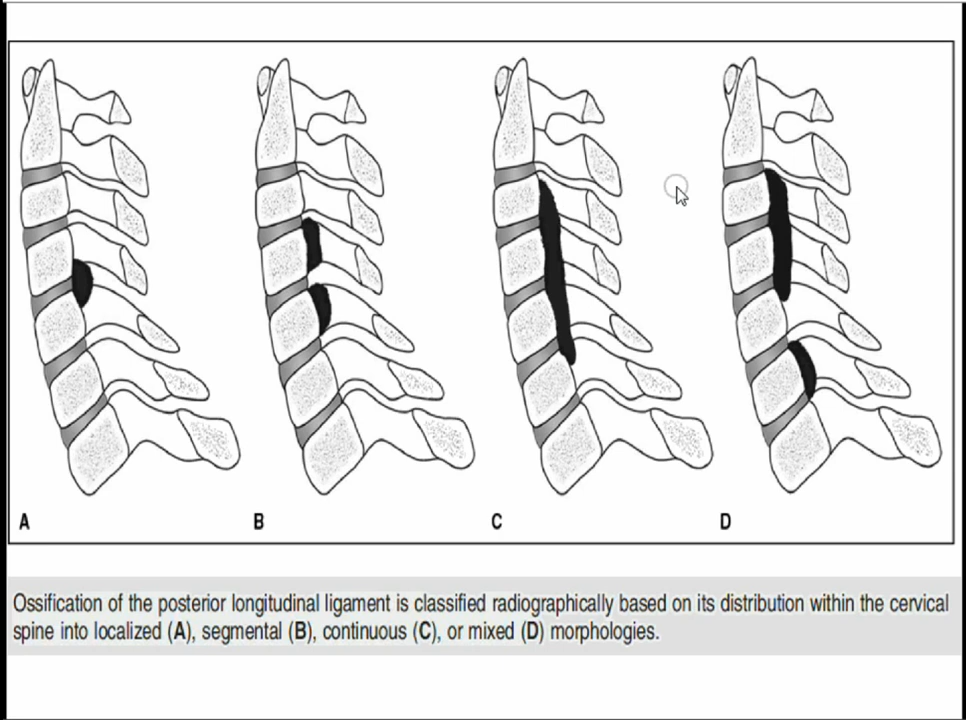 A B C D
Ossification of the posterior longitudinal ligament is classified radiographically based on its distribution within the cervical
spine into localized (A), segmental (B), continuous (C), or mixed (D) morphologies.